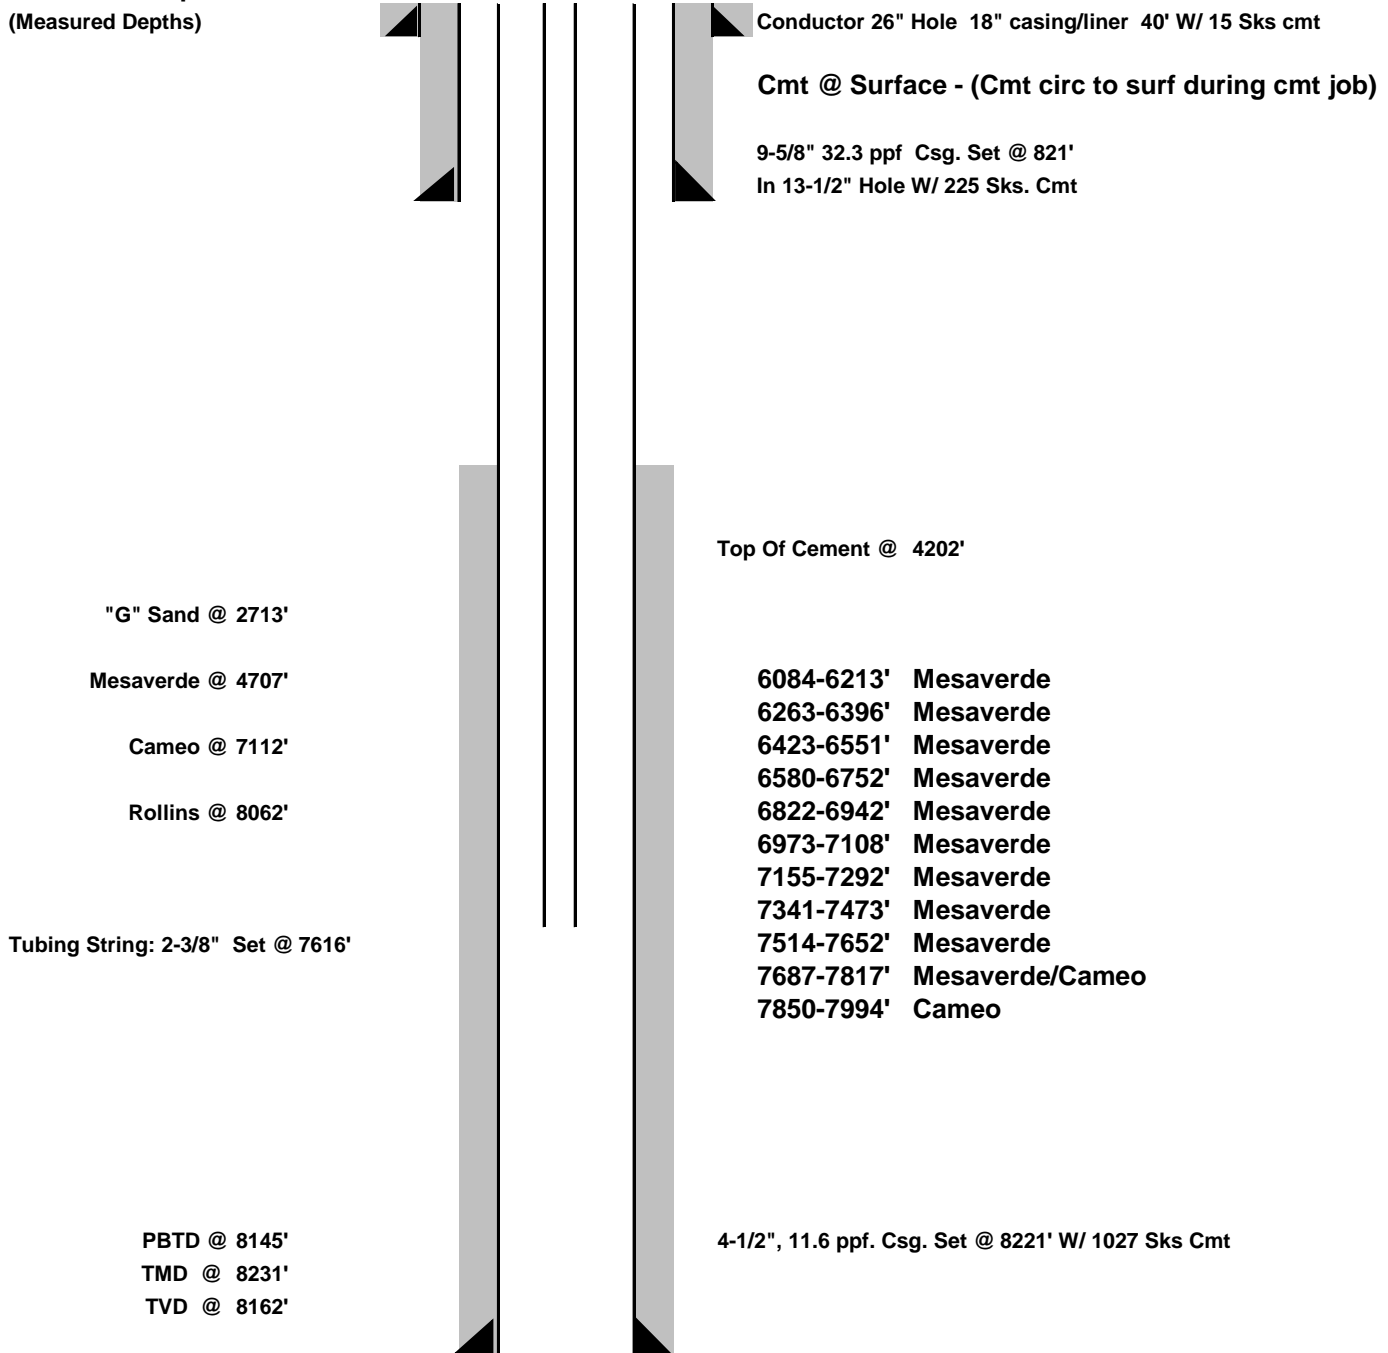 (Measured Depths)
Conductor 26" Hole 18" casing/liner 40' W/ 15 Sks cmt
Cmt @ Surface - (Cmt circ to surf during cmt job)
9-5/8" 32.3 ppf Csg. Set @ 821'
In 13-1/2" Hole W/ 225 Sks. Cmt
Top Of Cement @ 4202'
"G" Sand @ 2713'
Mesaverde @ 4707'
Cameo @ 7112'
Rollins @ 8062'
6084-6213' Mesaverde
6263-6396' Mesaverde
6423-6551' Mesaverde
6580-6752' Mesaverde
6822-6942' Mesaverde
6973-7108' Mesaverde
7155-7292' Mesaverde
7341-7473' Mesaverde
7514-7652' Mesaverde
7687-7817' Mesaverde/Cameo
7850-7994' Cameo
Tubing String: 2-3/8" Set @ 7616'
PBTD @ 8145'
TMD @ 8231'
TVD @ 8162'
4-1/2", 11.6 ppf. Csg. Set @ 8221' W/ 1027 Sks Cmt